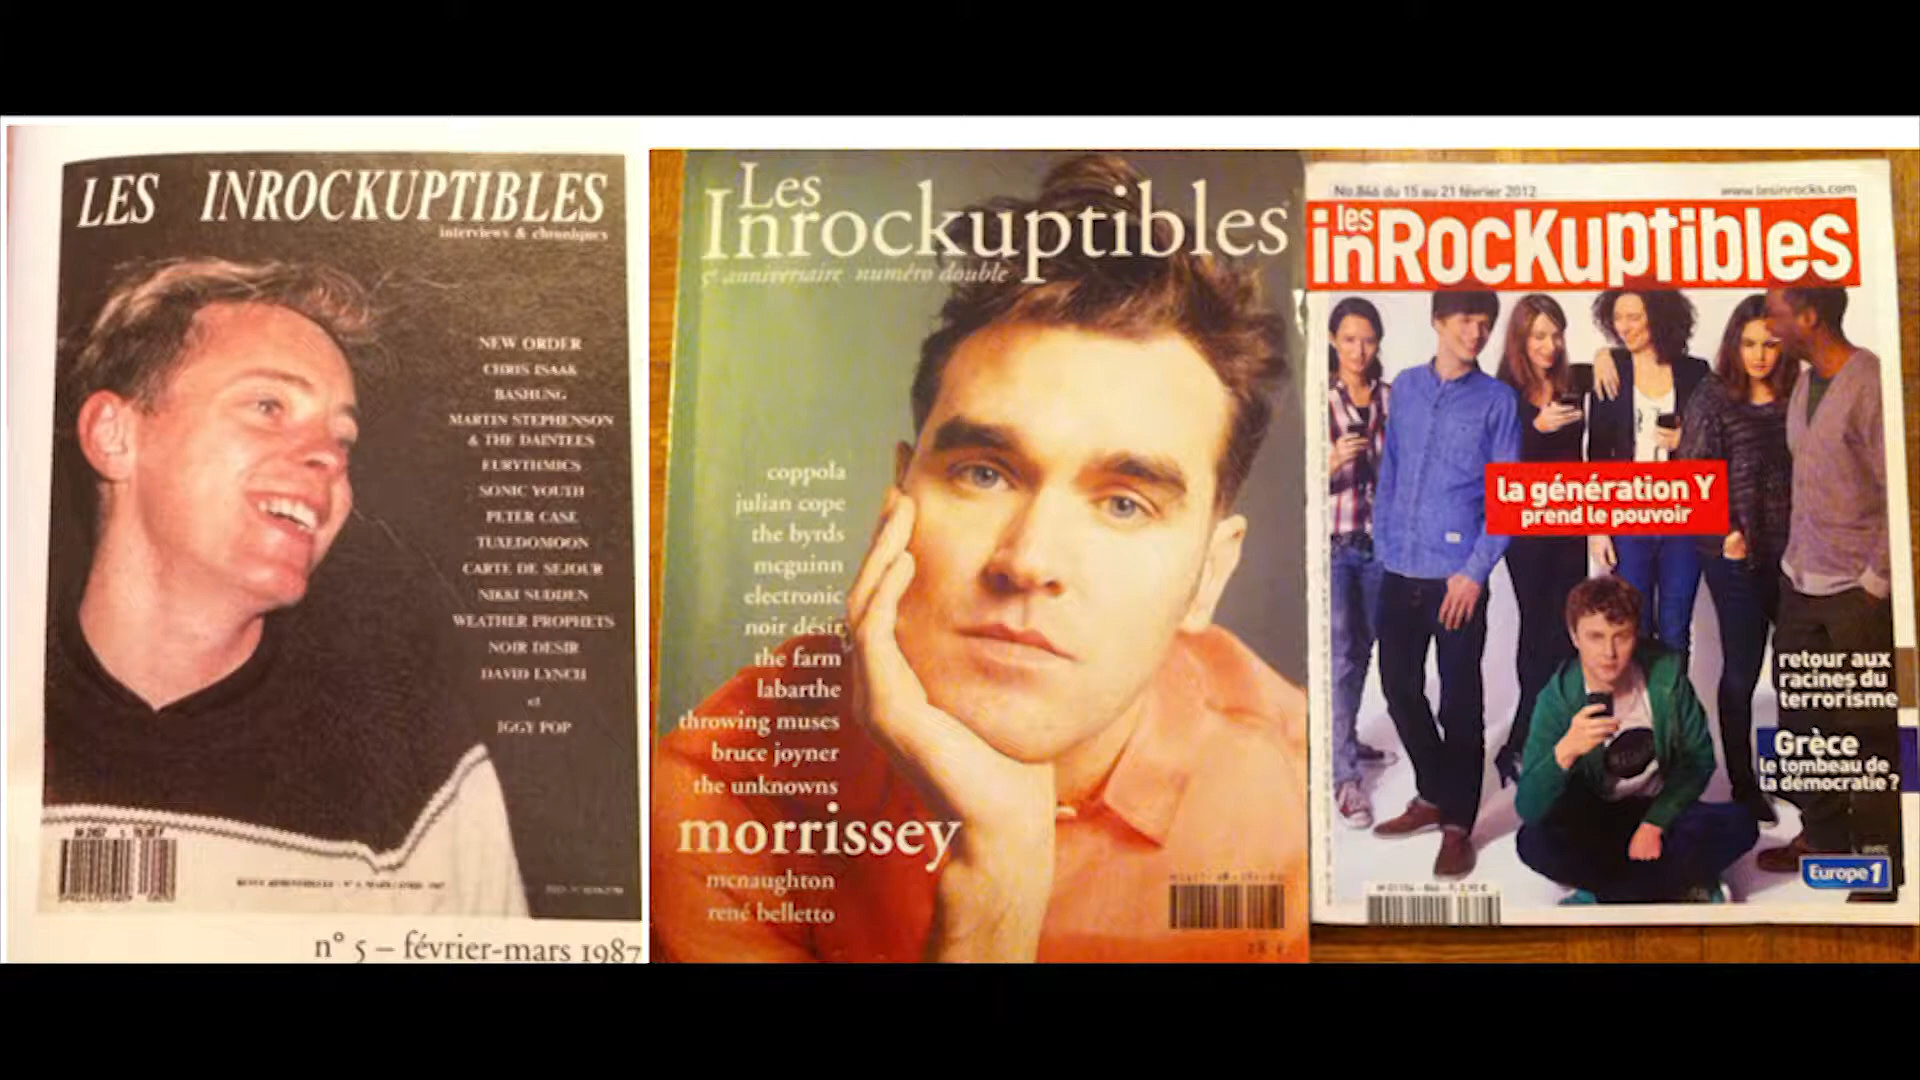 LES INROCKUPTIBLES
interviews & chroniques
NEW ORDER
CHRIS ISAAK
BASHUNG
MARTIN STEPHENSON
& THE DAINTEES
EURYTHMICS
SONIC YOUTH
PETER CASE
TUXEDOMOON
CARTE DE SEJOUR
NIKKI SUDDEN
WEATHER PROPHETS
NOIR DESIR
DAVID LYNCH
et
IGGY POP
n° 5 – février-mars 1987
Les
Inrockuptibles
5e anniversaire numéro double
coppola
julian cope
the byrds
mcguinn
electronic
noir désir
the farm
labarthe
throwing muses
bruce joyner
the unknowns
morrissey
mcnaughton
rené belletto
No.846 du 15 au 21 février 2012
www.lesinrocks.com
les
inRocKuptibles
la génération Y
prend le pouvoir
retour aux
racines du
terrorisme
Grèce
le tombeau de
la démocratie ?
avec
Europe 1